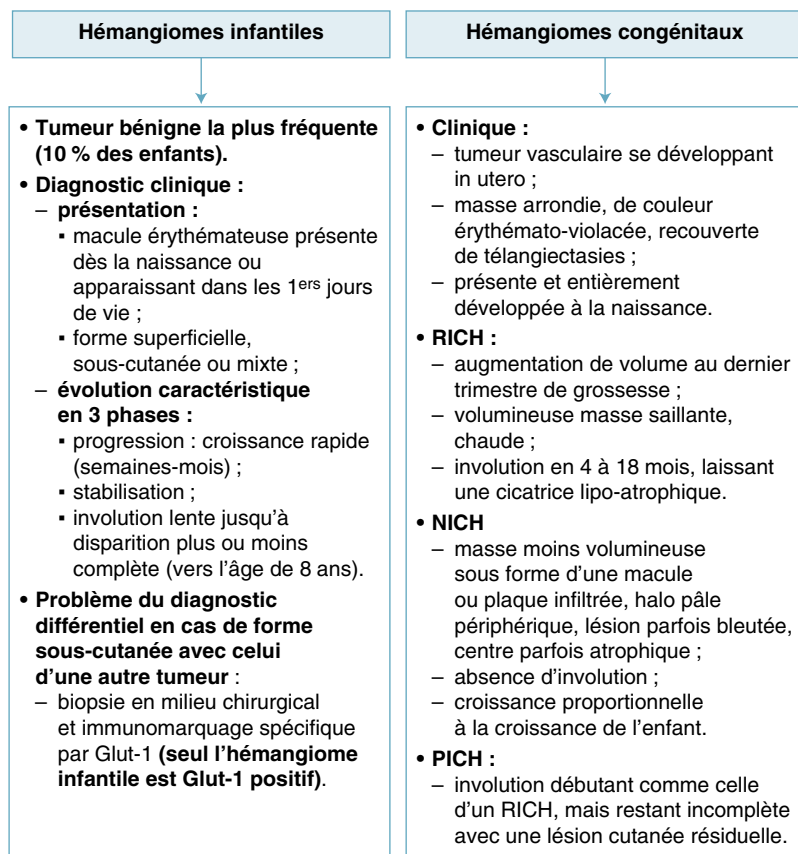 Hémangiomes infantiles
• Tumeur bénigne la plus fréquente
(10 % des enfants).
• Diagnostic clinique :
– présentation :
▪ macule érythémateuse présente
dès la naissance ou
apparaissant dans les 1ers jours
de vie ;
▪ forme superficielle,
sous-cutanée ou mixte ;
– évolution caractéristique
en 3 phases :
▪ progression : croissance rapide
(semaines-mois) ;
▪ stabilisation ;
▪ involution lente jusqu'à
disparition plus ou moins
complète (vers l'âge de 8 ans).
• Problème du diagnostic
différentiel en cas de forme
sous-cutanée avec celui
d'une autre tumeur :
– biopsie en milieu chirurgical
et immunomarquage spécifique
par Glut-1 (seul l'hémangiome
infantile est Glut-1 positif).
Hémangiomes congénitaux
• Clinique :
– tumeur vasculaire se développant
in utero ;
– masse arrondie, de couleur
érythémato-violacée, recouverte
de télangiectasies ;
– présente et entièrement
développée à la naissance.
• RICH :
– augmentation de volume au dernier
trimestre de grossesse ;
– volumineuse masse saillante,
chaude ;
– involution en 4 à 18 mois, laissant
une cicatrice lipo-atrophique.
• NICH
– masse moins volumineuse
sous forme d'une macule
ou plaque infiltrée, halo pâle
périphérique, lésion parfois bleutée,
centre parfois atrophique ;
– absence d'involution ;
– croissance proportionnelle
à la croissance de l'enfant.
• PICH :
– involution débutant comme celle
d'un RICH, mais restant incomplète
avec une lésion cutanée résiduelle.